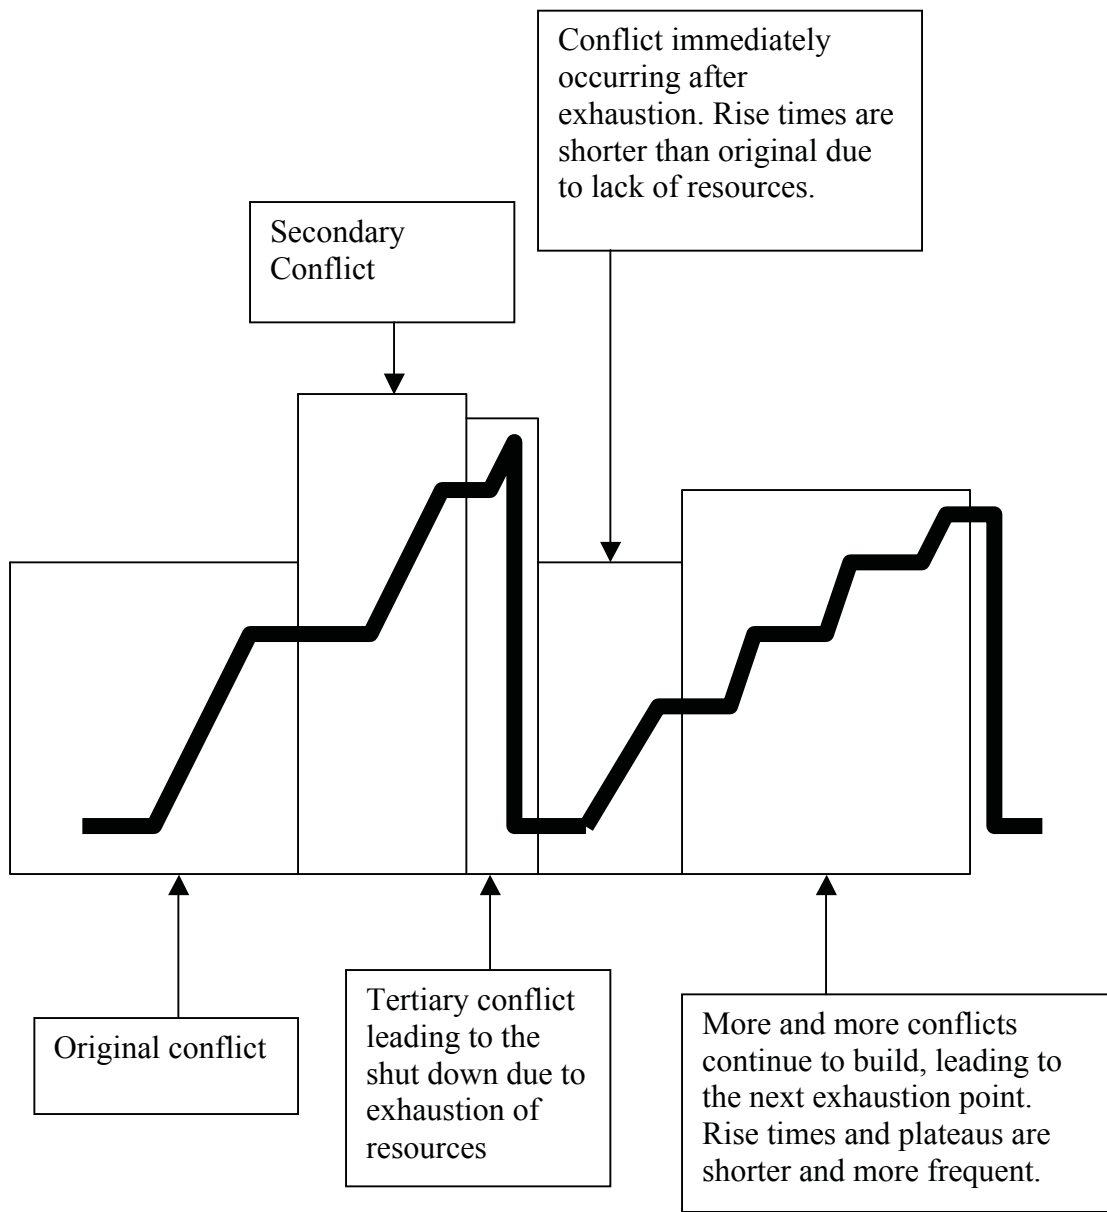 Conflict immediately
occurring after
exhaustion. Rise times are
shorter than original due
to lack of resources.
Secondary
Conflict
Original conflict
Tertiary conflict
leading to the
shut down due to
exhaustion of
resources
More and more conflicts
continue to build, leading to
the next exhaustion point.
Rise times and plateaus are
shorter and more frequent.